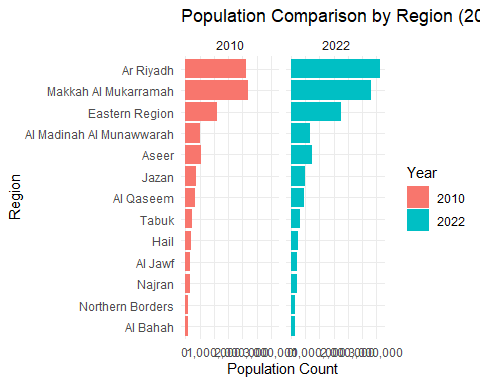 Population Comparison by Region (20
2010
2022
Ar Riyadh
Makkah Al Mukarramah
Eastern Region
Al Madinah Al Munawwarah
Aseer
Jazan
Al Qaseem
Tabuk
Hail
Al Jawf
Najran
Northern Borders
Al Bahah
Region
Population Count
Year
2010
2022